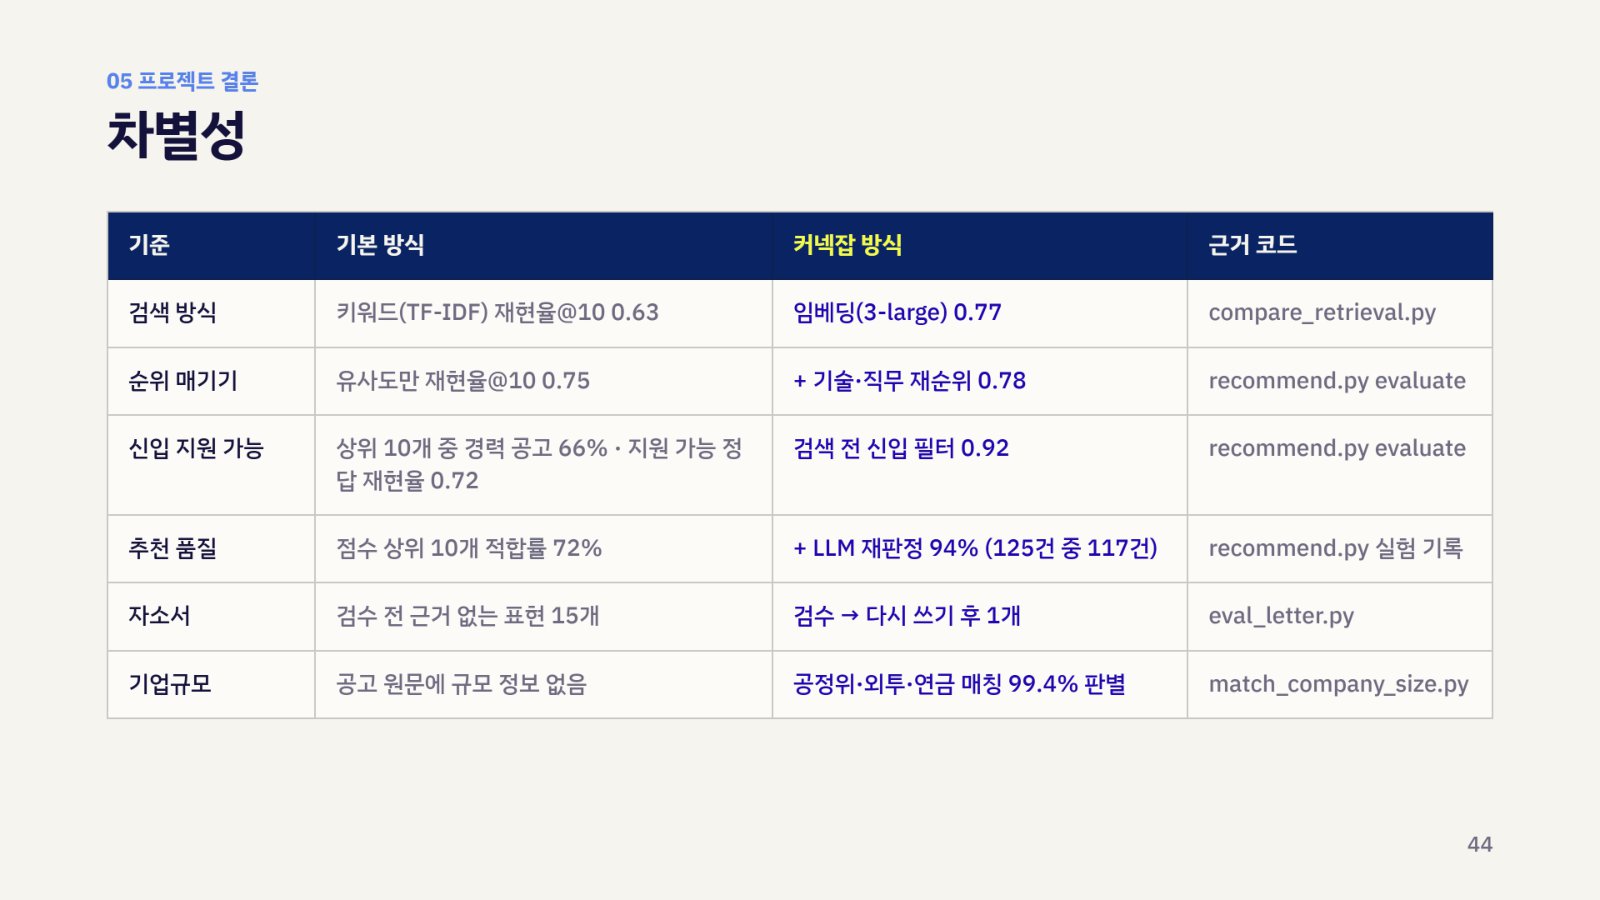 05 프로젝트 결론
차별성
기준 기본 방식 커넥잡 방식 근거 코드
검색 방식 키워드(TF-IDF) 재현율@10 0.63 임베딩(3-large) 0.77 compare_retrieval.py
순위 매기기 유사도만 재현율@10 0.75 + 기술·직무 재순위 0.78 recommend.py evaluate
신입 지원 가능 상위 10개 중 경력 공고 66% · 지원 가능 정 검색 전 신입 필터 0.92 recommend.py evaluate
답 재현율 0.72
추천 품질 점수 상위 10개 적합률 72% + LLM 재판정 94% (125건 중 117건) recommend.py 실험 기록
자소서 검수 전 근거 없는 표현 15개 검수 → 다시 쓰기 후 1개 eval_letter.py
기업규모 공고 원문에 규모 정보 없음 공정위·외투·연금 매칭 99.4% 판별 match_company_size.py
44